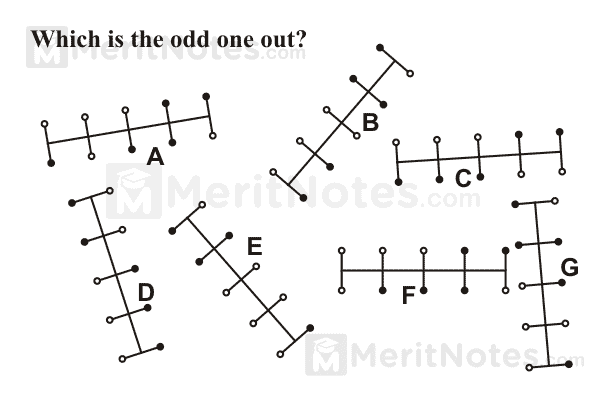 Which is the odd one out?
MeritNotes.com
B
A
C
MeritNotes.com
E
D
F
G
MeritNotes.com